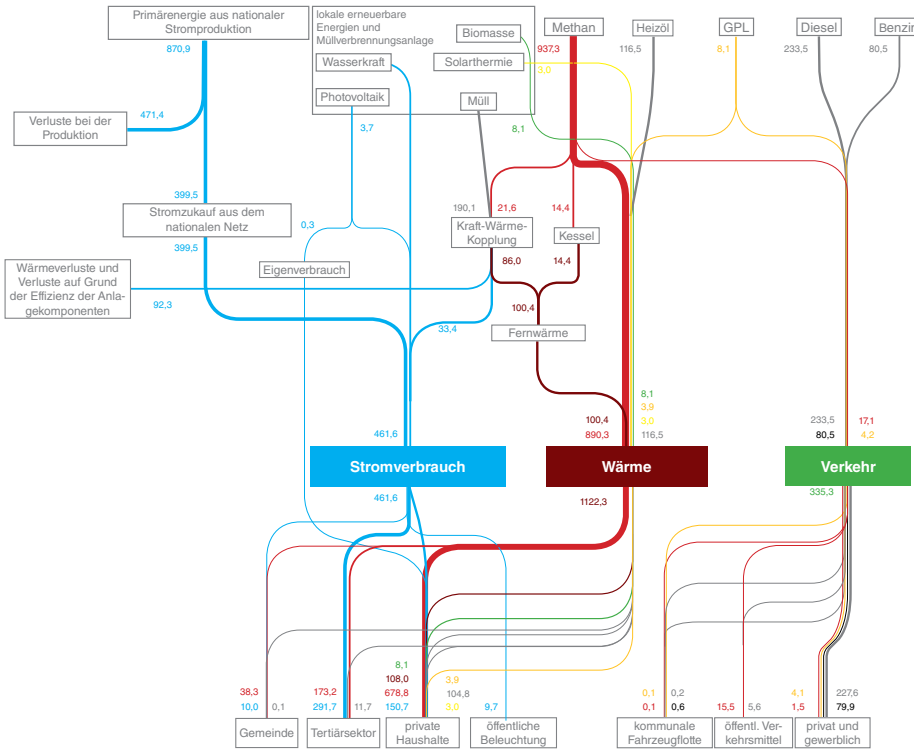 Primärenergie aus nationaler
Stromproduktion
lokale erneuerbare
Energien und
Müllverbrennungsanlage
Biomasse
Methan
Heizöl
GPL
Diesel
Benzin
870,9
Wasserkraft
Solarthermie
937,3
3,0
116,5
8,1
233,5
80,5
Photovoltaik
Müll
471,4
Verluste bei der
Produktion
3,7
8,1
399,5
Stromzukauf aus dem
nationalen Netz
399,5
0,3
190,1
21,6
14,4
Kraft-Wärme-
Kopplung
Kessel
86,0
14,4
Wärmeverluste und
Verluste auf Grund
der Effizienz der Anla-
gekomponenten
Eigenverbrauch
92,3
100,4
33,4
Fernwärme
8,1
3,9
3,0
116,5
100,4
890,3
461,6
233,5
80,5
17,1
4,2
Stromverbrauch
Wärme
Verkehr
461,6
1122,3
335,3
38,3
10,0
0,1
173,2
291,7
11,7
8,1
108,0
678,8
150,7
3,9
104,8
3,0
9,7
0,1
0,1
0,2
0,6
15,5
5,6
4,1
1,5
227,6
79,9
Gemeinde
Tertiärsektor
private
Haushalte
öffentliche
Beleuchtung
kommunale
Fahrzeugflotte
öffentl. Ver-
kehrsmittel
privat und
gewerblich